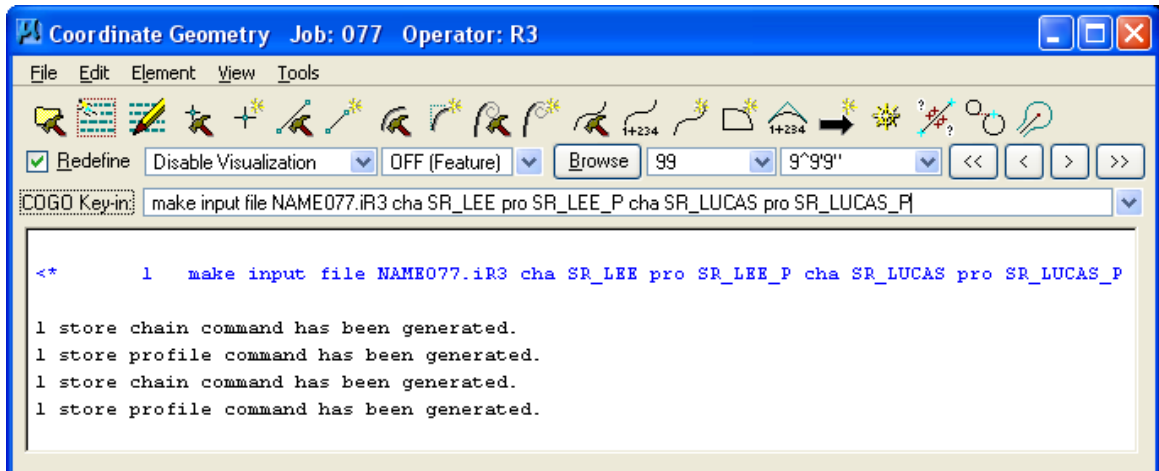 Coordinate Geometry Job: 077 Operator: R3
File Edit Element View Tools
1+234 1+234 ? ?
Redefine Disable Visualization OFF (Feature) Browse 99 9^9'9" << < > >>
COGO Key-in: make input file NAME077.iR3 cha SR_LEE pro SR_LEE_P cha SR_LUCAS pro SR_LUCAS_P
<* 1 make input file NAME077.iR3 cha SR_LEE pro SR_LEE_P cha SR_LUCAS pro SR_LUCAS_P
1 store chain command has been generated.
1 store profile command has been generated.
1 store chain command has been generated.
1 store profile command has been generated.